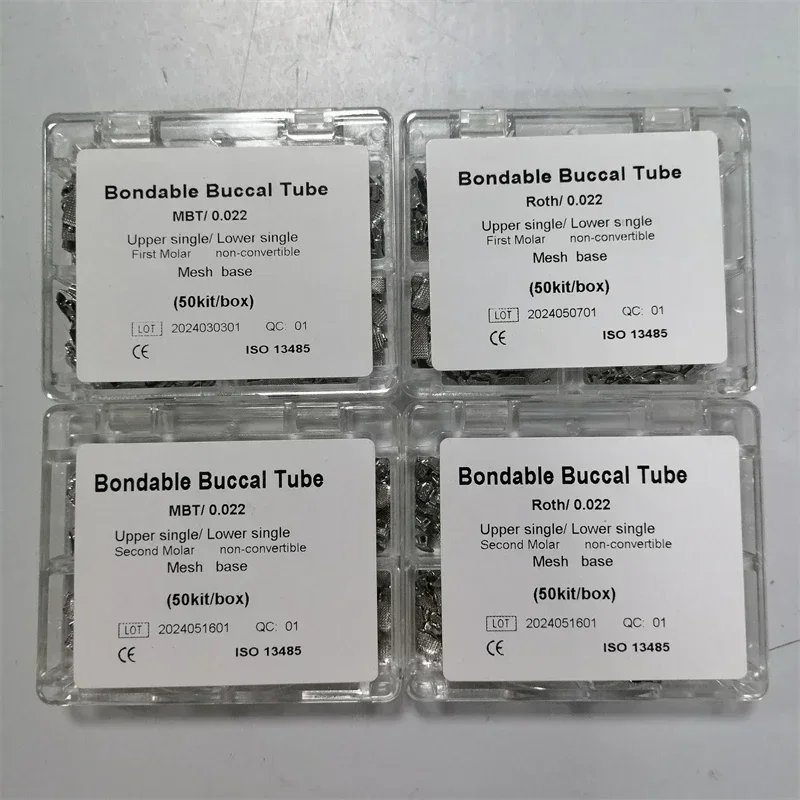 Bondable Buccal Tube
MBT/ 0.022
Upper single/ Lower single
First Molar non-convertible
Mesh base
(50kit/box)
LOT 2024030301 QC: 01
CE ISO 13485
Bondable Buccal Tube
Roth/ 0.022
Upper single/ Lower single
First Molar non-convertible
Mesh base
(50kit/box)
LOT 2024050701 QC: 01
CE ISO 13485
Bondable Buccal Tube
MBT/ 0.022
Upper single/ Lower single
Second Molar non-convertible
Mesh base
(50kit/box)
LOT 2024051601 QC: 01
CE ISO 13485
Bondable Buccal Tube
Roth/ 0.022
Upper single/ Lower single
Second Molar non-convertible
Mesh base
(50kit/box)
LOT 2024051601 QC: 01
CE ISO 13485